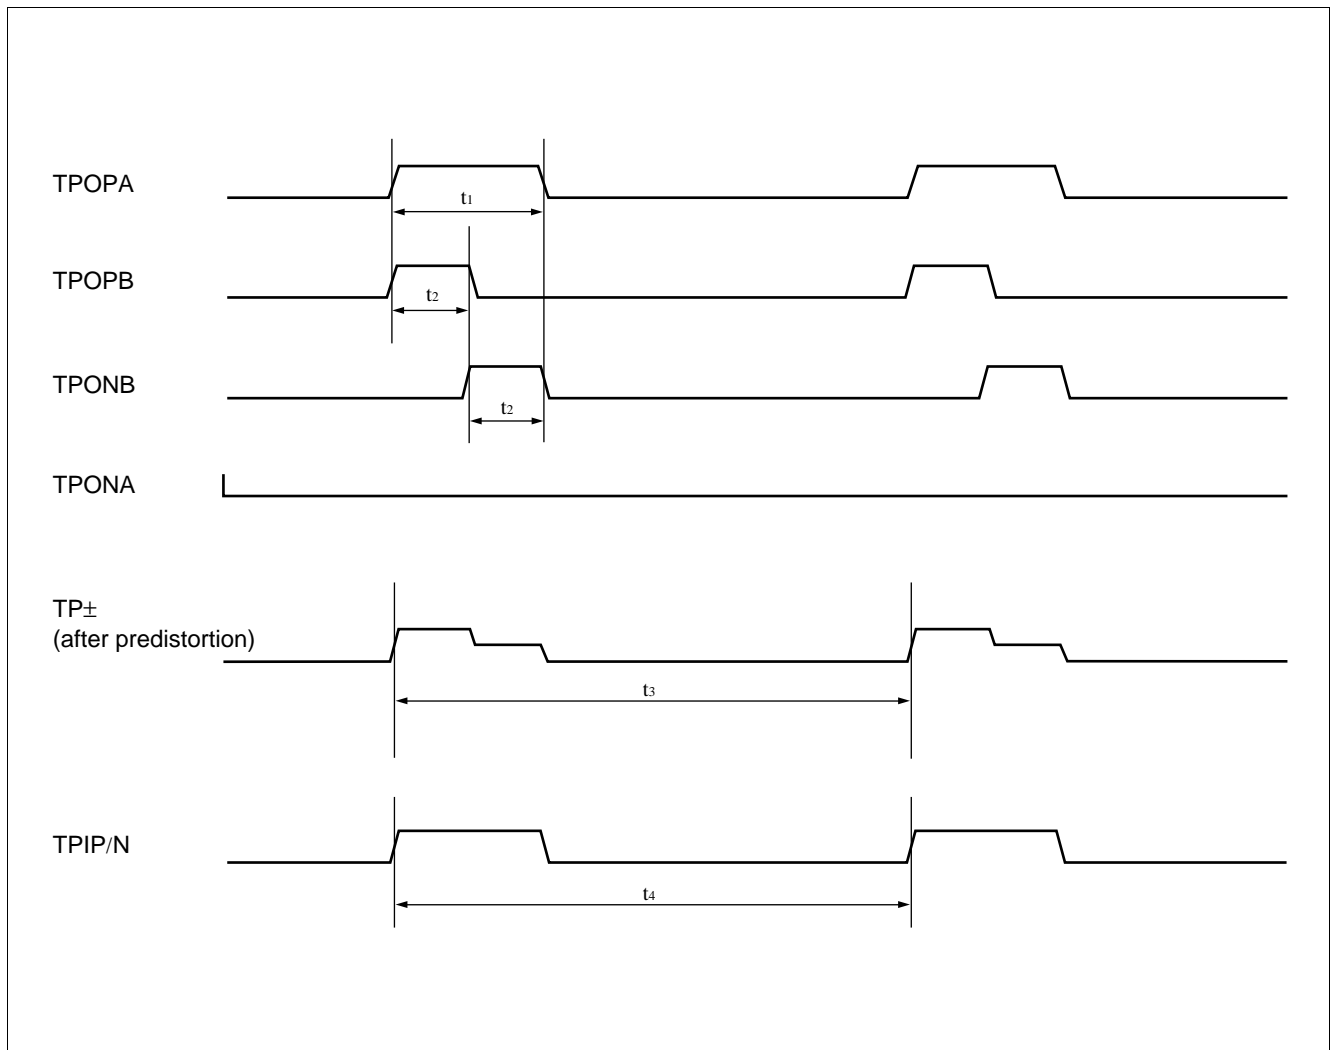 TPOPA
t1
TPOPB
t2
TPONB
t2
TPONA
TP±
(after predistortion)
t3
TPIP/N
t4